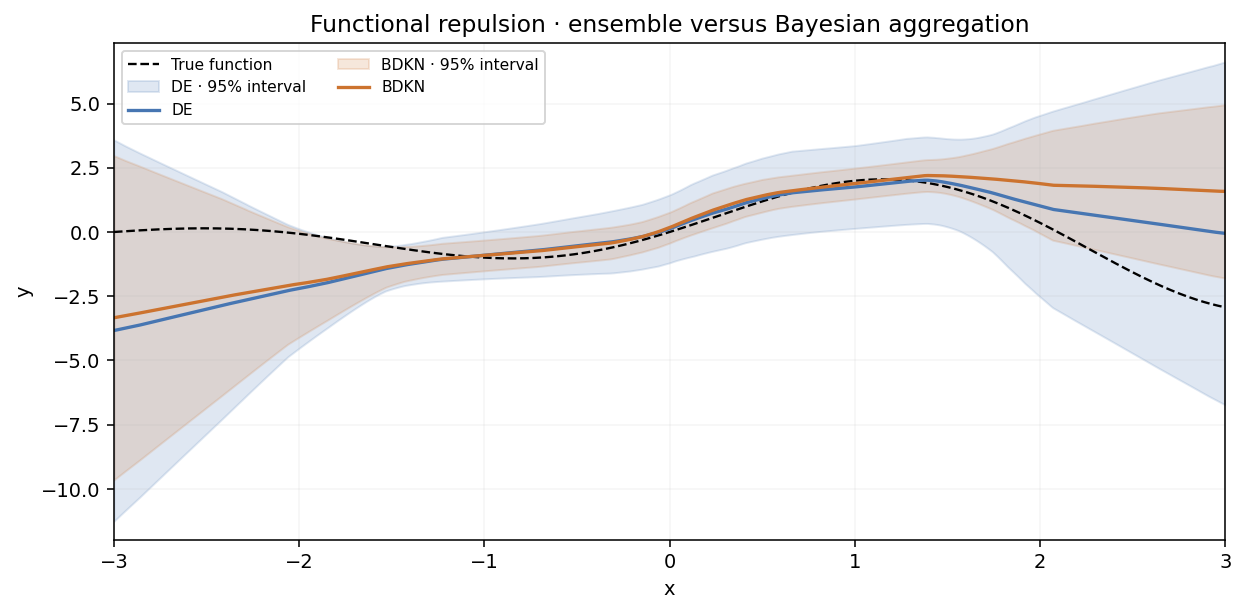 Functional repulsion · ensemble versus Bayesian aggregation
True function
DE · 95% interval
DE
BDKN · 95% interval
BDKN
y
5.0
2.5
0.0
−2.5
−5.0
−7.5
−10.0
−3
−2
−1
0
1
2
3
x